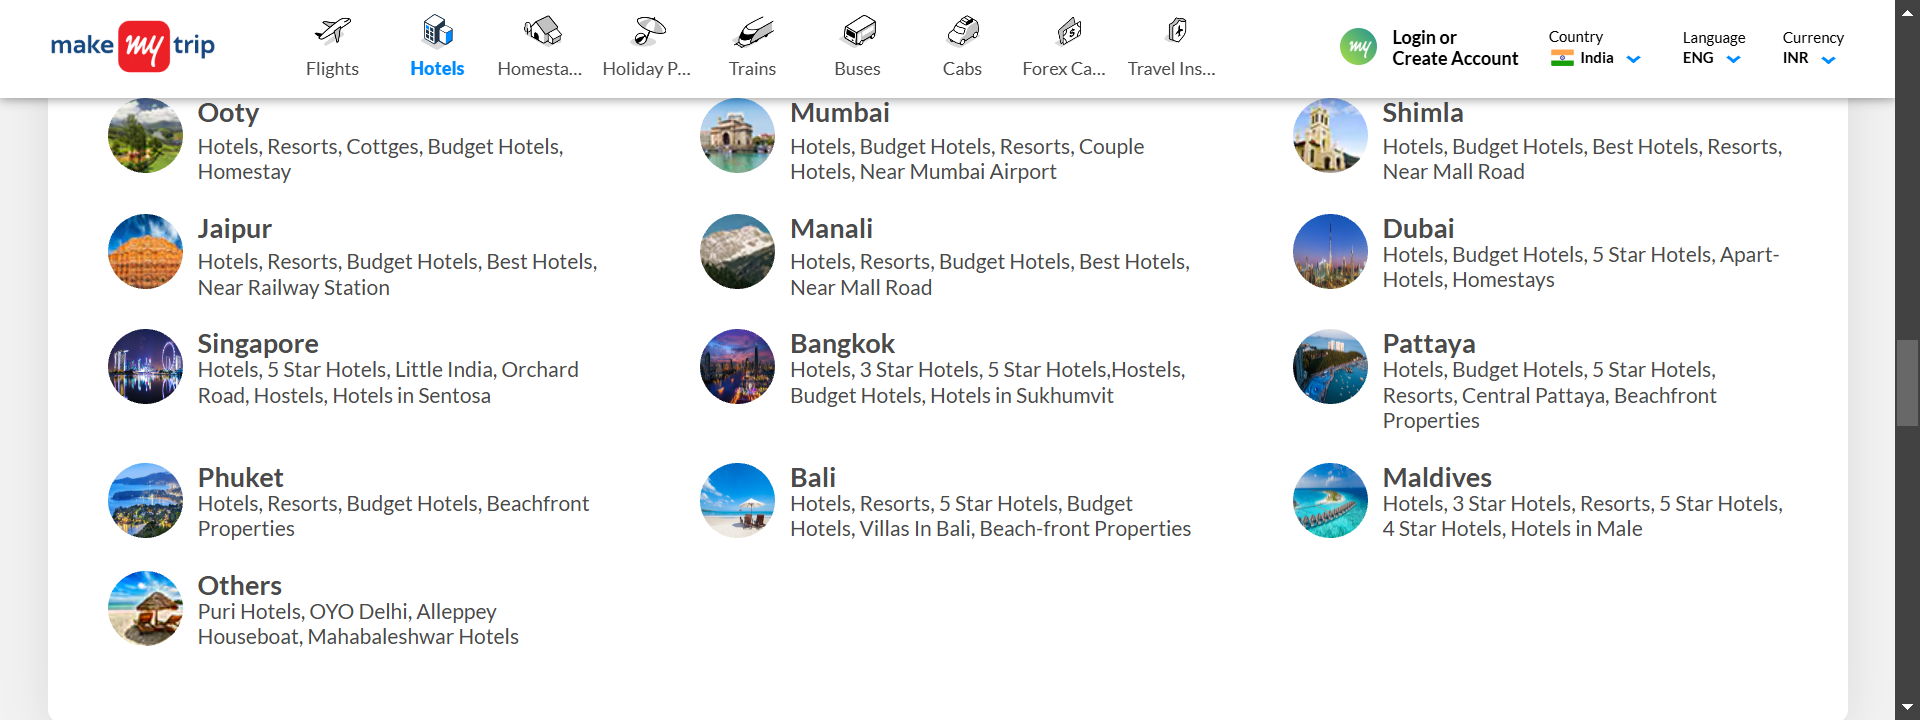 make my trip
Flights
Hotels
Homesta...
Holiday P...
Trains
Buses
Cabs
Forex Ca...
Travel Ins...
my
Login or
Create Account
Country
India
Language
ENG
Currency
INR
Ooty
Hotels, Resorts, Cottges, Budget Hotels,
Homestay
Mumbai
Hotels, Budget Hotels, Resorts, Couple
Hotels, Near Mumbai Airport
Shimla
Hotels, Budget Hotels, Best Hotels, Resorts,
Near Mall Road
Jaipur
Hotels, Resorts, Budget Hotels, Best Hotels,
Near Railway Station
Manali
Hotels, Resorts, Budget Hotels, Best Hotels,
Near Mall Road
Dubai
Hotels, Budget Hotels, 5 Star Hotels, Apart-
Hotels, Homestays
Singapore
Hotels, 5 Star Hotels, Little India, Orchard
Road, Hostels, Hotels in Sentosa
Bangkok
Hotels, 3 Star Hotels, 5 Star Hotels,Hostels,
Budget Hotels, Hotels in Sukhumvit
Pattaya
Hotels, Budget Hotels, 5 Star Hotels,
Resorts, Central Pattaya, Beachfront
Properties
Phuket
Hotels, Resorts, Budget Hotels, Beachfront
Properties
Bali
Hotels, Resorts, 5 Star Hotels, Budget
Hotels, Villas In Bali, Beach-front Properties
Maldives
Hotels, 3 Star Hotels, Resorts, 5 Star Hotels,
4 Star Hotels, Hotels in Male
Others
Puri Hotels, OYO Delhi, Alleppey
Houseboat, Mahabaleshwar Hotels